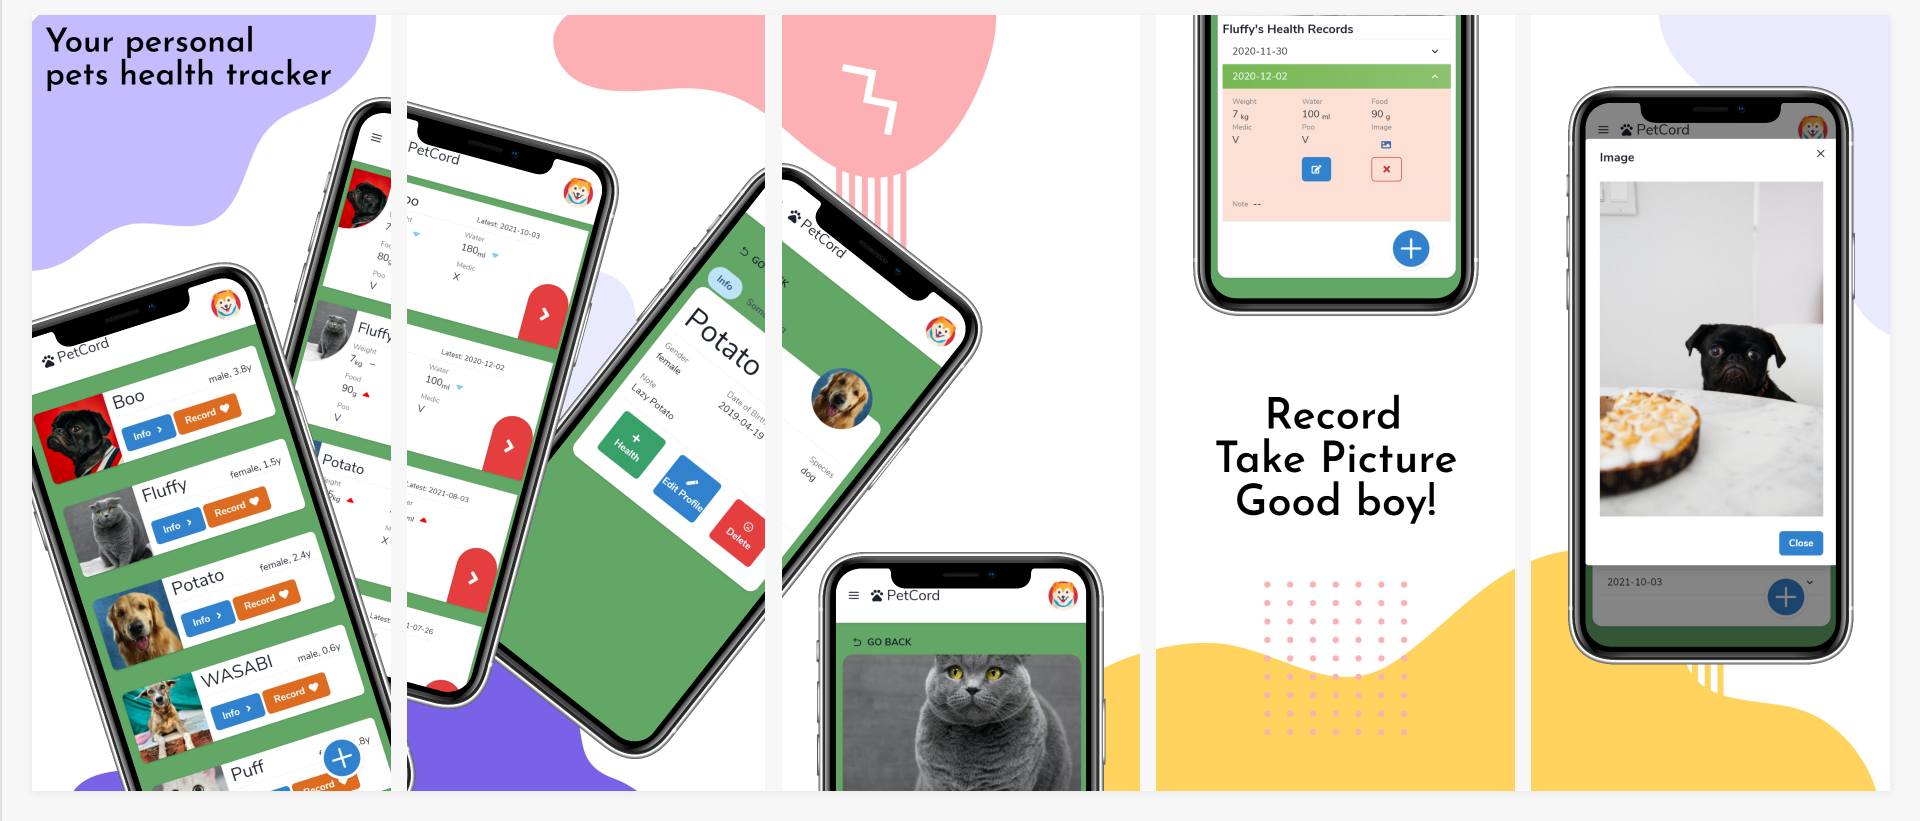 Your personal
pets health tracker
PetCord
Boo
male, 3.8y
Info
Record
Fluffy
female, 1.5y
Info
Record
Potato
female, 2.4y
Info
Record
WASABI
male, 0.6y
Info
Record
Puff
8y
Record
PetCord
Latest: 2021-10-03
Water
180ml
Food
80g
Medic
X
Poo
V
Fluffy
Latest: 2020-12-02
Weight
7kg
Water
100ml
Food
90g
Medic
V
Poo
V
Potato
Latest: 2021-08-03
X
PetCord
GO
Info
Potato
Gender
female
Date of Birth
2019-04-19
Note
Lazy Potato
Species
dog
Health
Edit Profile
Delete
PetCord
GO BACK
Fluffy's Health Records
2020-11-30
2020-12-02
Weight
Water
Food
7 kg
100 ml
90 g
Medic
Poo
Image
V
V
Note --
Record
Take Picture
Good boy!
PetCord
Image
Close
2021-10-03